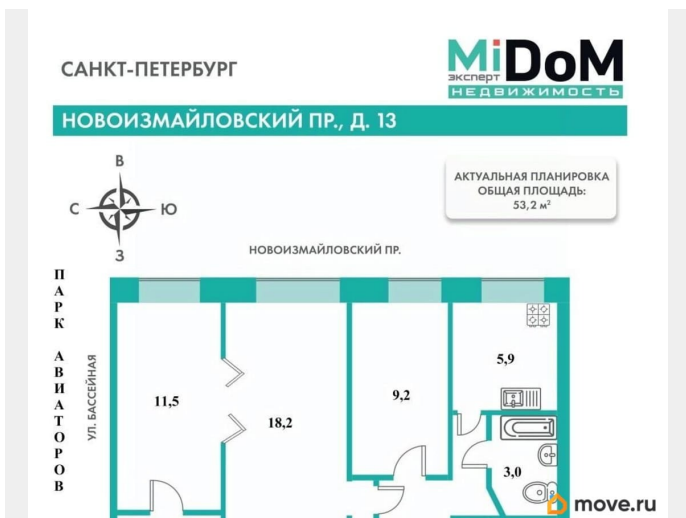 САНКТ-ПЕТЕРБУРГ
MiDoM
эксперт
НЕДВИЖИМОСТЬ
НОВОИЗМАЙЛОВСКИЙ ПР., Д. 13
В
С
Ю
З
АКТУАЛЬНАЯ ПЛАНИРОВКА
ОБЩАЯ ПЛОЩАДЬ:
53,2 м²
НОВОИЗМАЙЛОВСКИЙ ПР.
ПАРК АВИАТОРОВ
УЛ. БАССЕЙНАЯ
11,5
18,2
9,2
5,9
3,0
move.ru